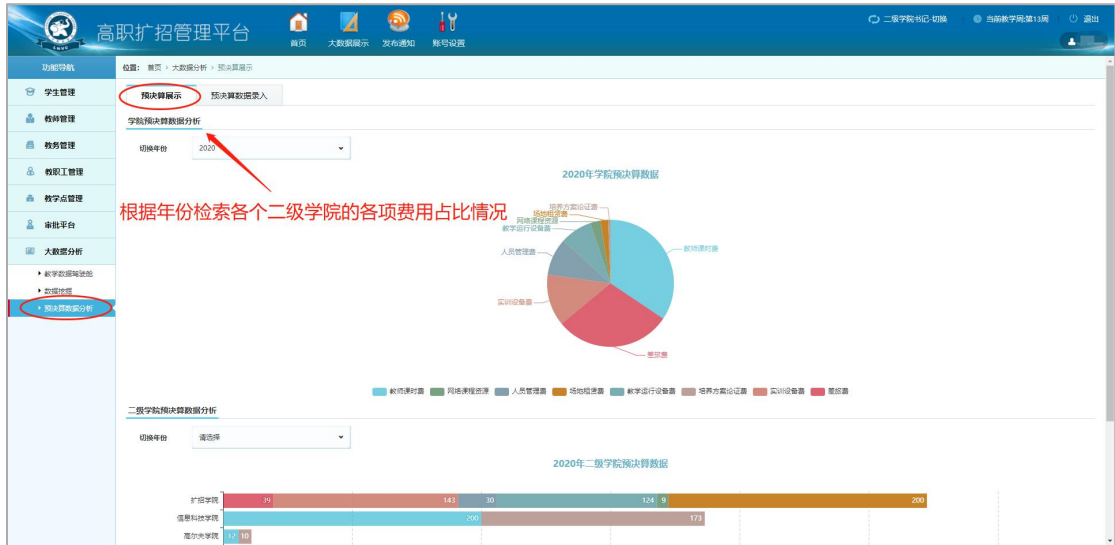 高职扩招管理平台
首页 大数据展示 发布通知 账号设置
二级学院书记-切换 当前教学周:第13周 退出
功能导航
位置: 首页 › 大数据分析 › 预决算展示
学生管理
教师管理
教务管理
教职工管理
教学点管理
审批平台
大数据分析
教学数据驾驶舱
数据挖掘
预决算数据分析
预决算展示 预决算数据录入
学院预决算数据分析
切换年份 2020
根据年份检索各个二级学院的各项费用占比情况
2020年学院预决算数据
培养方案论证费
场地租赁费
网络课程资源
教学运行设备费
人员管理费
教师课时费
实训设备费
差旅费
教师课时费 网络课程资源 人员管理费 场地租赁费 教学运行设备费 培养方案论证费 实训设备费 差旅费
二级学院预决算数据分析
切换年份 请选择
2020年二级学院预决算数据
扩招学院 39 143 30 124 9 200
信息科技学院 200 173
高尔夫学院 12 10